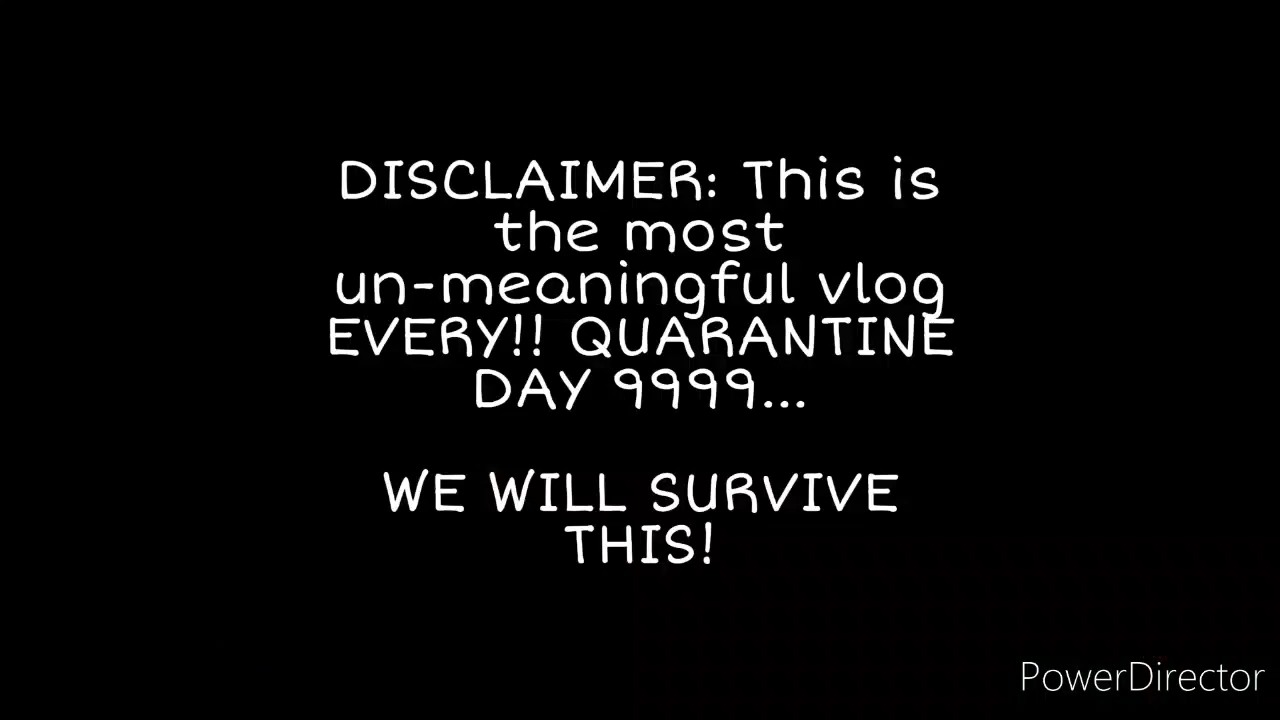 DISCLAIMER: This is
the most
un-meaningful vlog
EVERY!! QUARANTINE
DAY 9999...
WE WILL SURVIVE
THIS!
PowerDirector